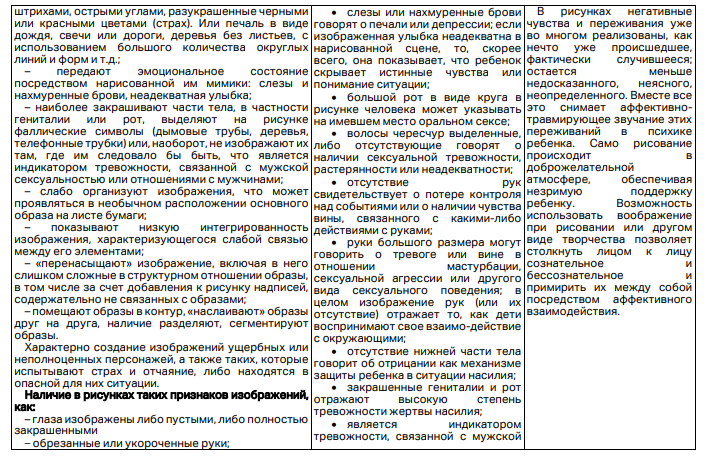 штрихами, острыми углами, разукрашенные черными
или красными цветами (страх). Или печаль в виде
дождя, свечи или дороги, деревья без листьев, с
использованием большого количества округлых
линий и форм и т.д.;
– передают эмоциональное состояние
посредством нарисованной им мимики: слезы и
нахмуренные брови, неадекватная улыбка;
– наиболее закрашивают части тела, в частности
гениталии или рот, выделяют на рисунке
фаллические символы (дымовые трубы, деревья,
телефонные трубки) или, наоборот, не изображают их
там, где им следовало бы быть, что является
индикатором тревожности, связанной с мужской
сексуальностью или отношениями с мужчинами;
– слабо организуют изображения, что может
проявляться в необычном расположении основного
образа на листе бумаги;
– показывают низкую интегрированность
изображения, характеризующегося слабой связью
между его элементами;
– «перенасыщают» изображение, включая в него
слишком сложные в структурном отношении образы,
в том числе за счет добавления к рисунку надписей,
содержательно не связанных с образами;
– помещают образы в контур, «наслаивают» образы
друг на друга, наличие разделяют, сегментируют
образы.
Характерно создание изображений ущербных или
неполноценных персонажей, а также таких, которые
испытывают страх и отчаяние, либо находятся в
опасной для них ситуации.
Наличие в рисунках таких признаков изображений,
как:
– глаза изображены либо пустыми, либо полностью
закрашенными
– обрезанные или укороченные руки;
• слезы или нахмуренные брови
говорят о печали или депрессии; если
изображенная улыбка неадекватна в
нарисованной сцене, то, скорее
всего, она показывает, что ребенок
скрывает истинные чувства или
понимание ситуации;
• большой рот в виде круга в
рисунке человека может указывать
на имевшем место оральном сексе;
• волосы чересчур выделенные,
либо отсутствующие говорят о
наличии сексуальной тревожности,
растерянности или неадекватности;
• отсутствие рук
свидетельствует о потере контроля
над событиями или о наличии чувства
вины, связанного с какими-либо
действиями с руками;
• руки большого размера могут
говорить о тревоге или вине в
отношении мастурбации,
сексуальной агрессии или другого
вида сексуального поведения; в
целом изображение рук (или их
отсутствие) отражает то, как дети
воспринимают свое взаимо-действие
с окружающими;
• отсутствие нижней части тела
говорит об отрицании как механизме
защиты ребенка в ситуации насилия;
• закрашенные гениталии и рот
отражают высокую степень
тревожности жертвы насилия;
• является индикатором
тревожности, связанной с мужской
В рисунках негативные
чувства и переживания уже
во многом реализованы, как
нечто уже происшедшее,
фактически случившееся;
остается меньше
недосказанного, неясного,
неопределенного. Вместе все
это снимает аффективно-
травмирующее звучание этих
переживаний в психике
ребенка. Само рисование
происходит в
доброжелательной
атмосфере, обеспечивая
незримую поддержку
ребенку. Возможность
использовать воображение
при рисовании или другом
виде творчества позволяет
столкнуть лицом к лицу
сознательное и
бессознательное и
примирить их между собой
посредством аффективного
взаимодействия.